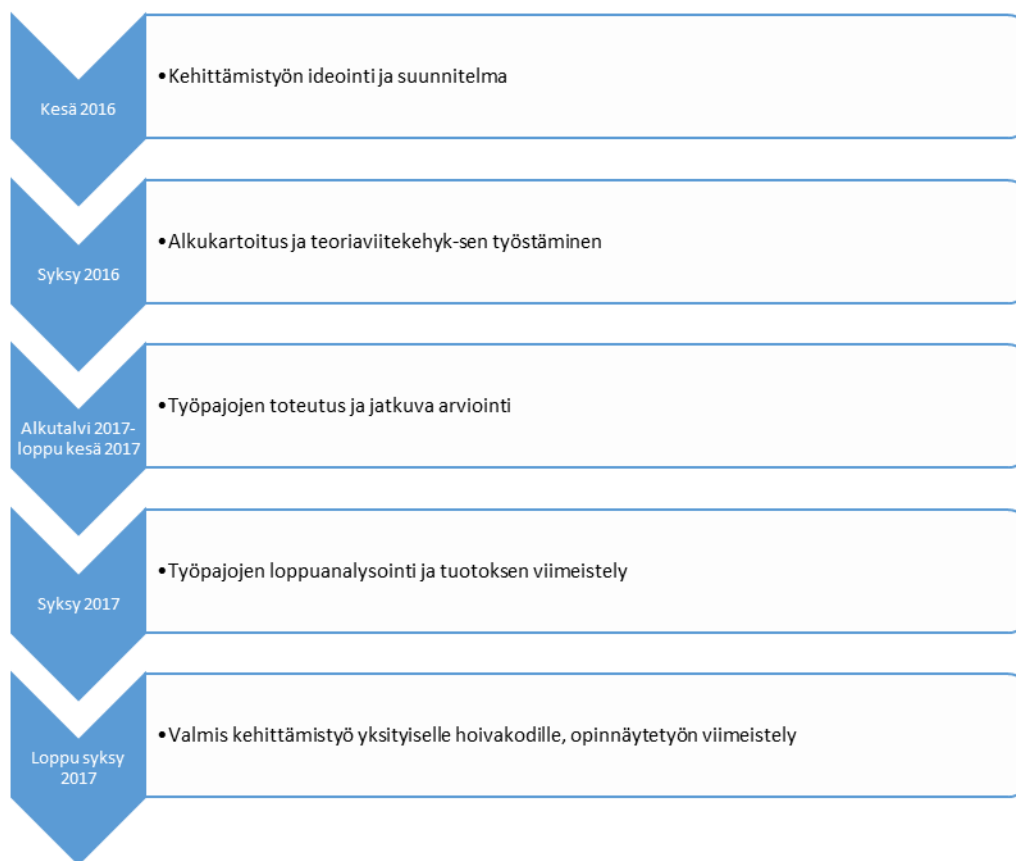 Kesä 2016
•Kehittämistyön ideointi ja suunnitelma
Syksy 2016
•Alkukartoitus ja teoriaviitekehyk-sen työstäminen
Alkutalvi 2017-
loppu kesä 2017
•Työpajojen toteutus ja jatkuva arviointi
Syksy 2017
•Työpajojen loppuanalysointi ja tuotoksen viimeistely
Loppu syksy
2017
•Valmis kehittämistyö yksityiselle hoivakodille, opinnäytetyön viimeistely